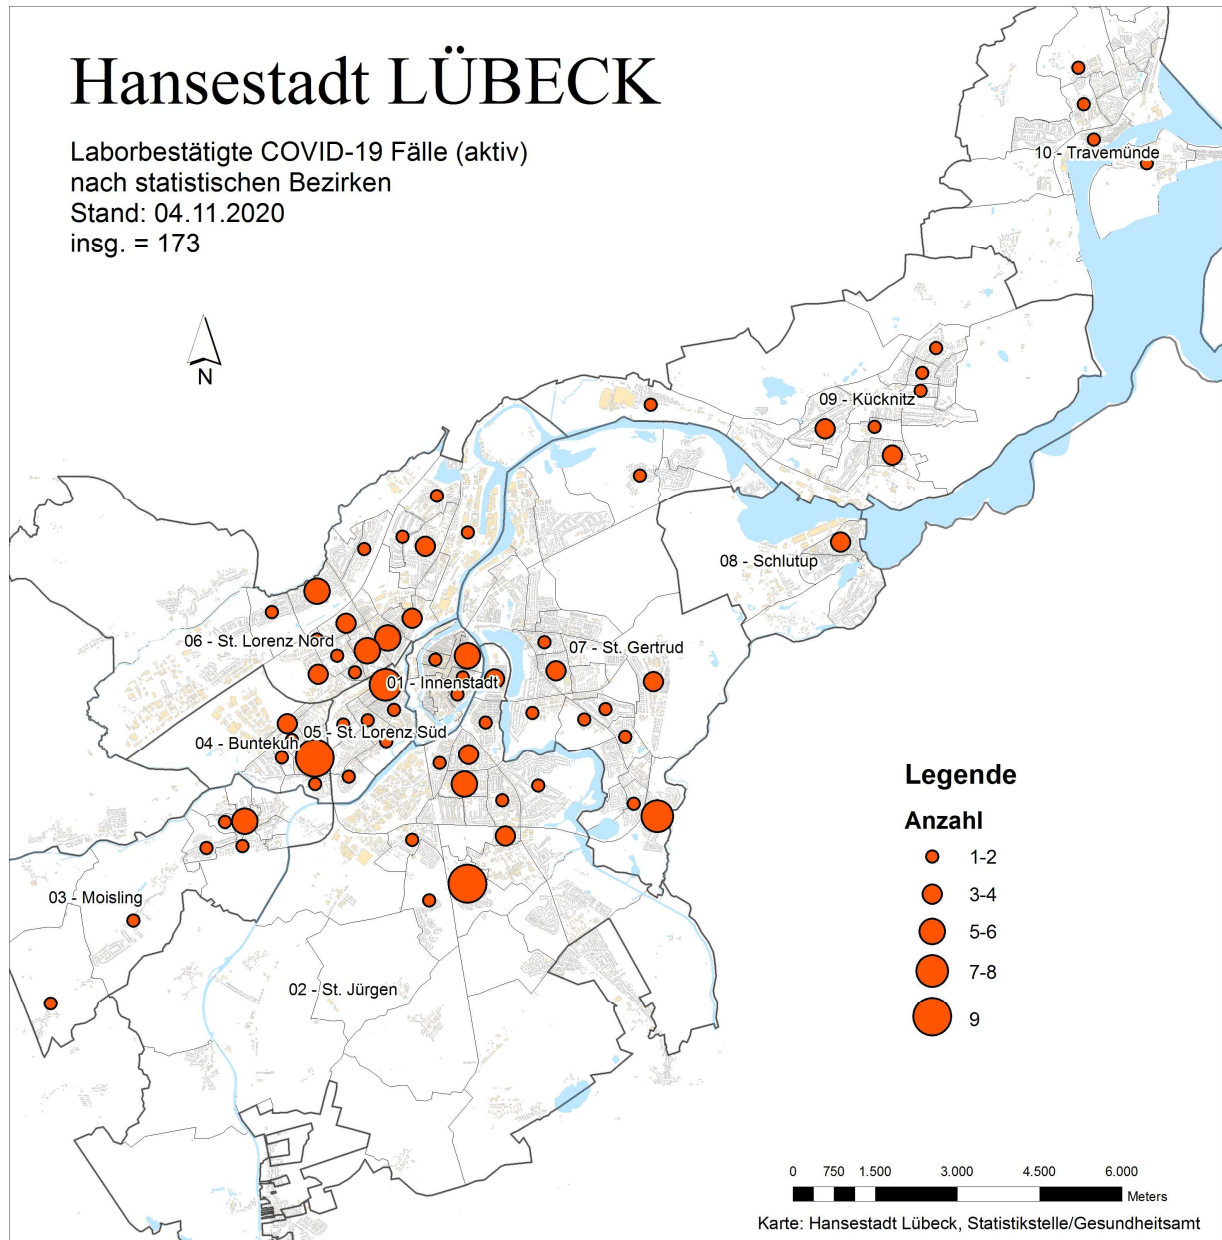 Hansestadt LÜBECK
Laborbestätigte COVID-19 Fälle (aktiv)
nach statistischen Bezirken
Stand: 04.11.2020
insg. = 173
N
10 - Travemünde
09 - Kücknitz
08 - Schlutup
06 - St. Lorenz Nord
07 - St. Gertrud
01 - Innenstadt
05 - St. Lorenz Süd
04 - Buntekuh
03 - Moisling
02 - St. Jürgen
Legende
Anzahl
1-2
3-4
5-6
7-8
9
0 750 1.500 3.000 4.500 6.000
Meters
Karte: Hansestadt Lübeck, Statistikstelle/Gesundheitsamt